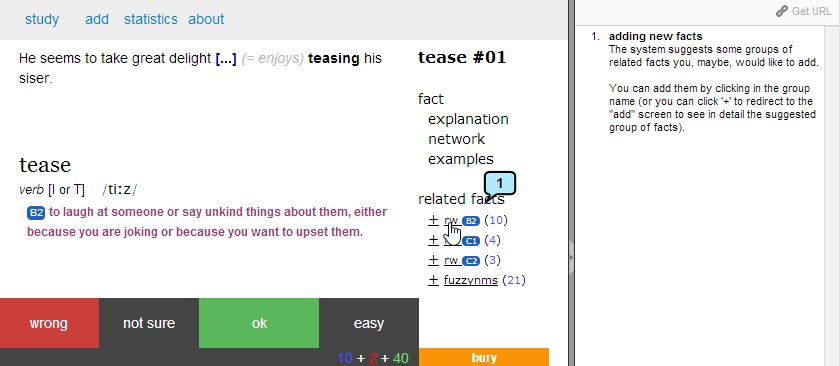 study add statistics about
He seems to take great delight [...] (= enjoys) teasing his
siser.
tease
verb [I or T] /tiːz/
B2 to laugh at someone or say unkind things about them, either
because you are joking or because you want to upset them.
wrong not sure ok easy
10 + 2 + 40
tease #01
fact
explanation
network
examples
1
related facts
+ rw B2 (10)
+ C1 (4)
+ rw C2 (3)
+ fuzzynms (21)
bury
Get URL
1. adding new facts
The system suggests some groups of
related facts you, maybe, would like to add.
You can add them by clicking in the group
name (or you can click '+' to redirect to the
"add" screen to see in detail the suggested
group of facts).